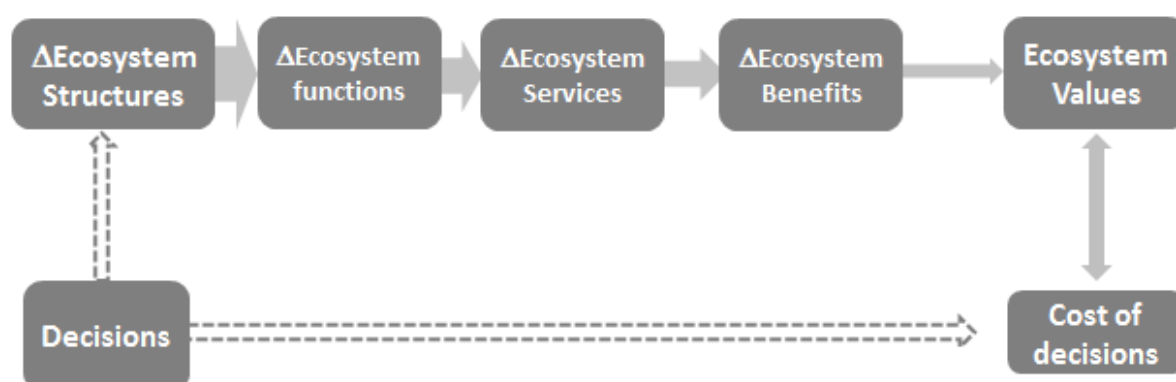 ΔEcosystem
Structures
ΔEcosystem
functions
ΔEcosystem
Services
ΔEcosystem
Benefits
Ecosystem
Values
Decisions
Cost of
decisions